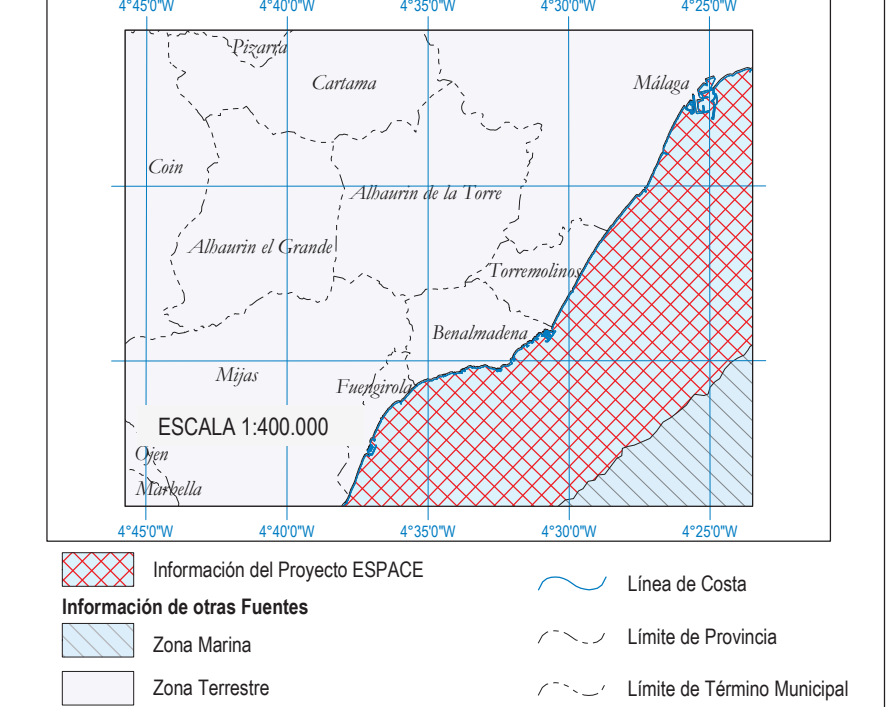 4°45'0"W 4°40'0"W 4°35'0"W 4°30'0"W 4°25'0"W
Pizarra
Cartama
Málaga
Coin
Alhaurin de la Torre
Alhaurin el Grande
Torremolinos
Benalmadena
Mijas
Fuengirola
ESCALA 1:400.000
Ojen
Marbella
4°45'0"W 4°40'0"W 4°35'0"W 4°30'0"W 4°25'0"W
Información del Proyecto ESPACE
Información de otras Fuentes
Zona Marina
Zona Terrestre
Línea de Costa
Límite de Provincia
Límite de Término Municipal